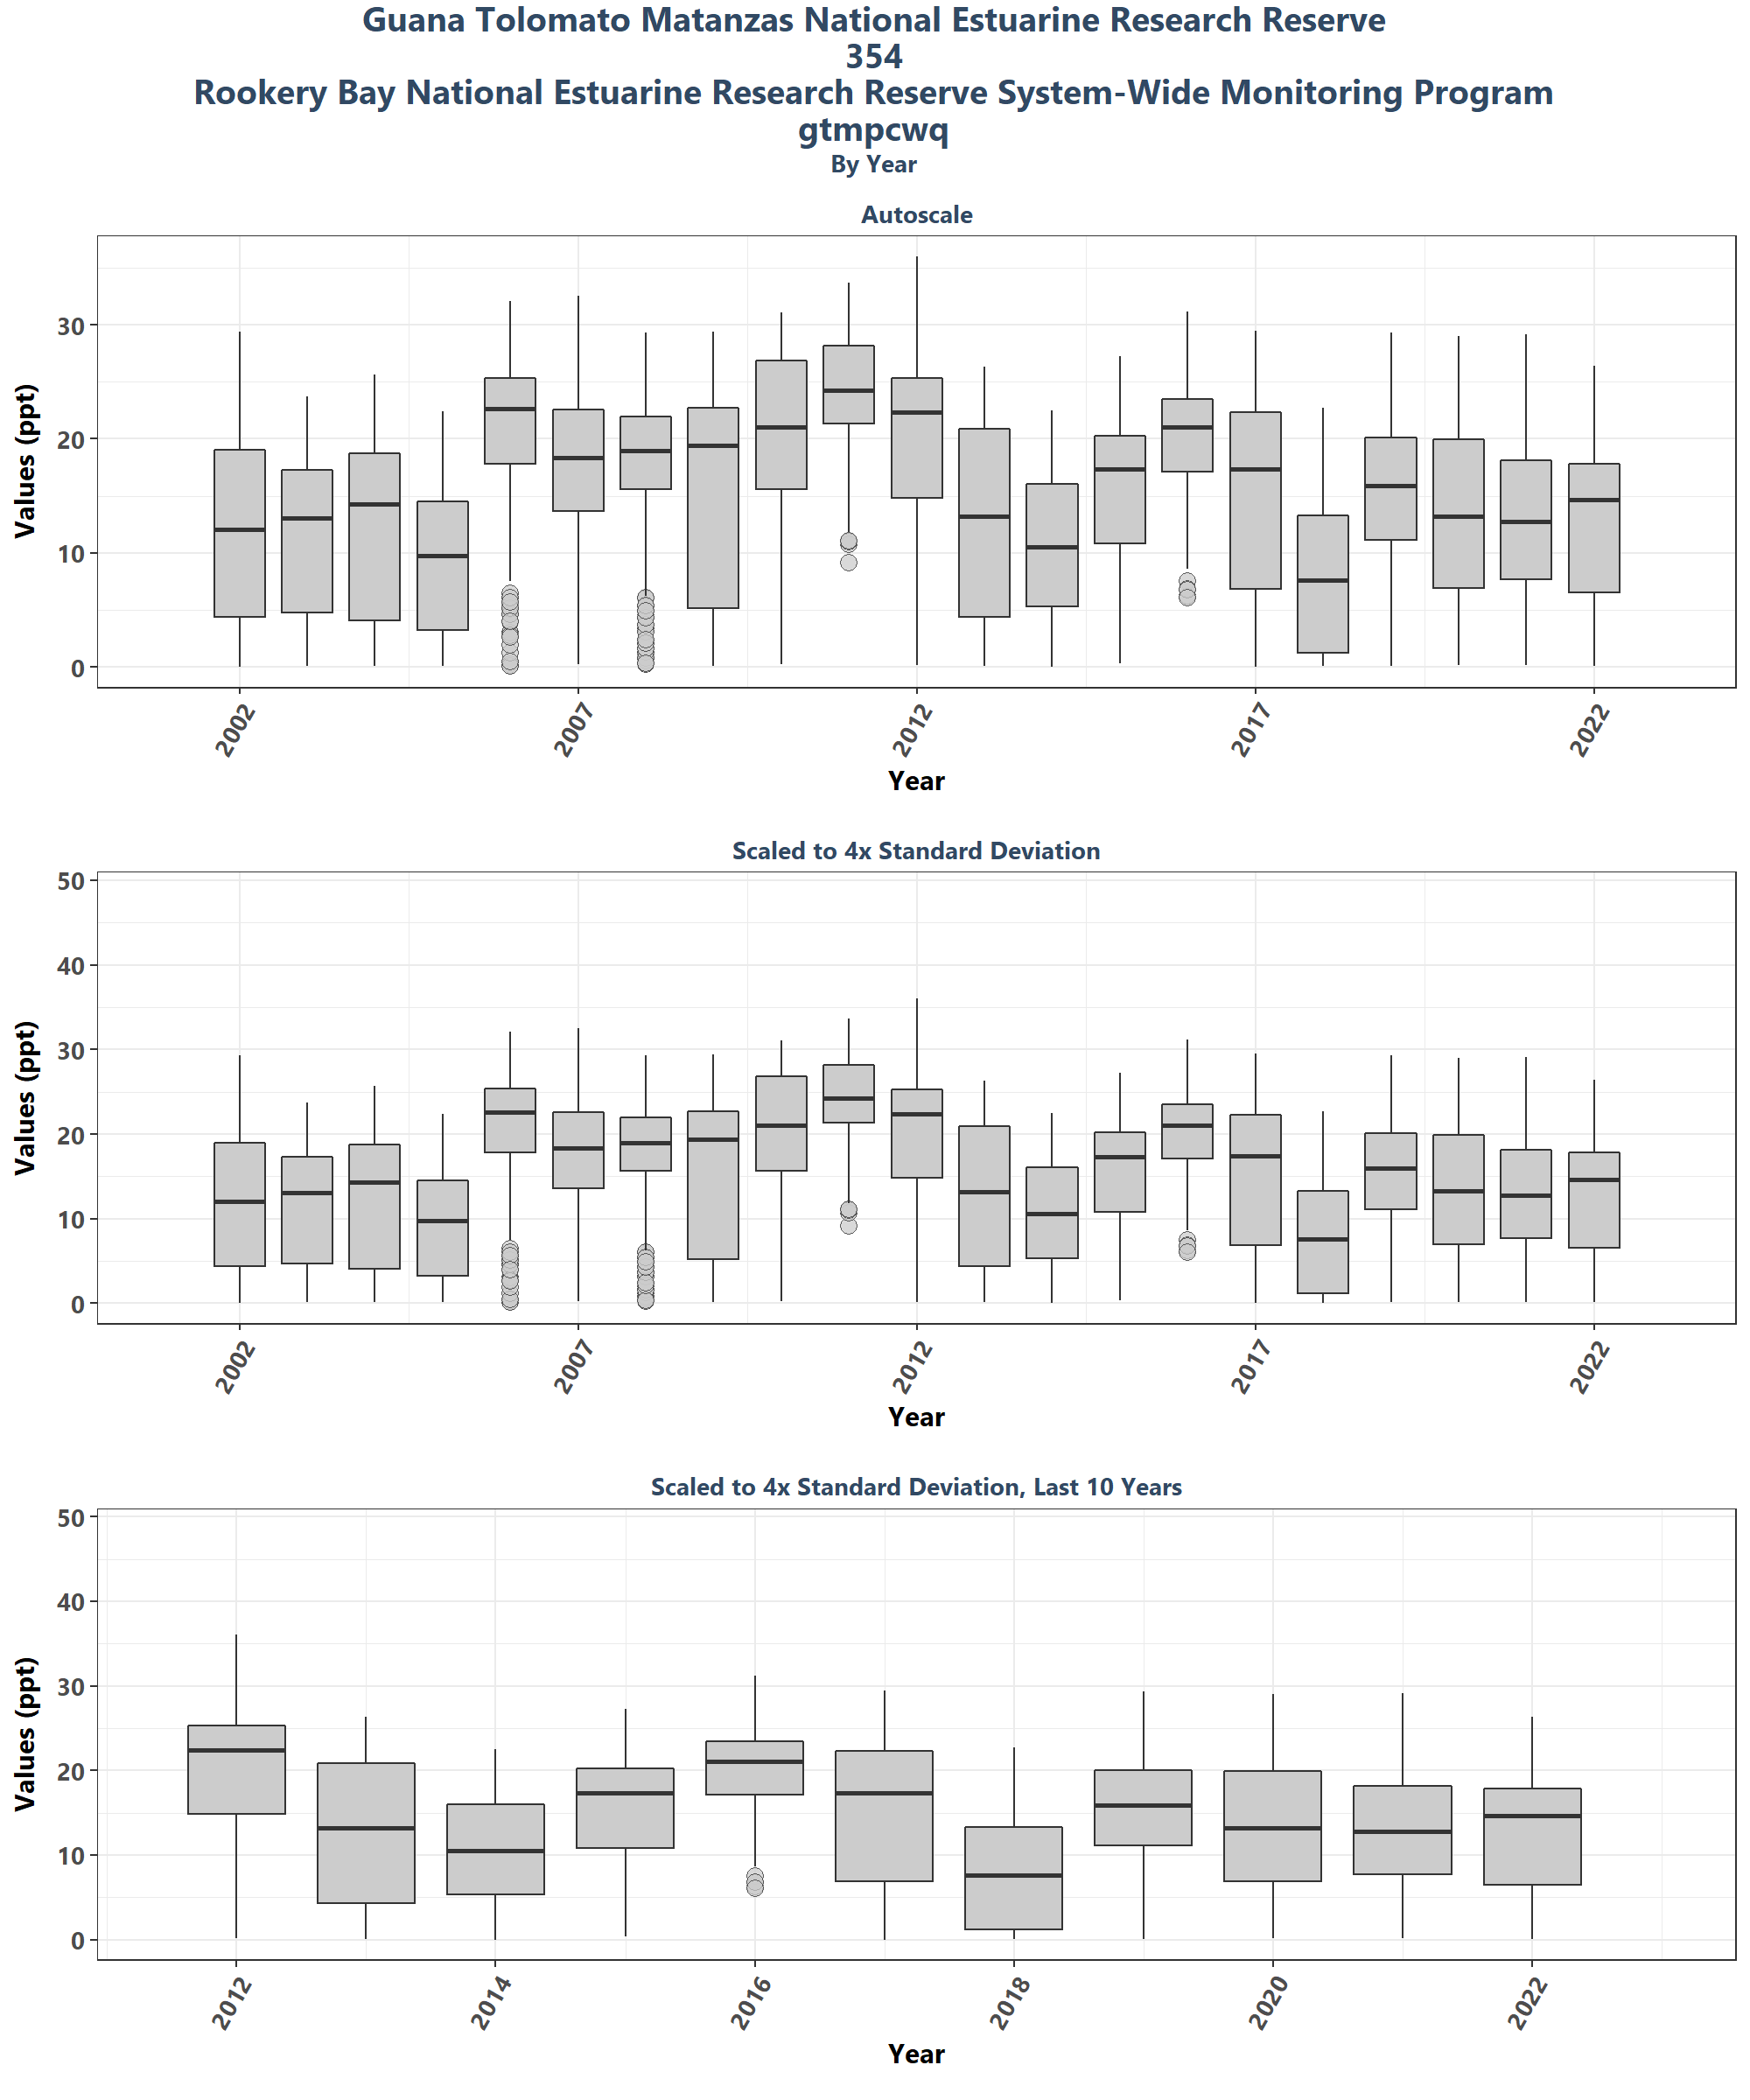 Guana Tolomato Matanzas National Estuarine Research Reserve
354
Rookery Bay National Estuarine Research Reserve System-Wide Monitoring Program
gtmpcwq
By Year
Autoscale
Values (ppt)
30
20
10
0
2002 2007 2012 2017 2022
Year
Scaled to 4x Standard Deviation
Values (ppt)
50
40
30
20
10
0
2002 2007 2012 2017 2022
Year
Scaled to 4x Standard Deviation, Last 10 Years
Values (ppt)
50
40
30
20
10
0
2012 2014 2016 2018 2020 2022
Year